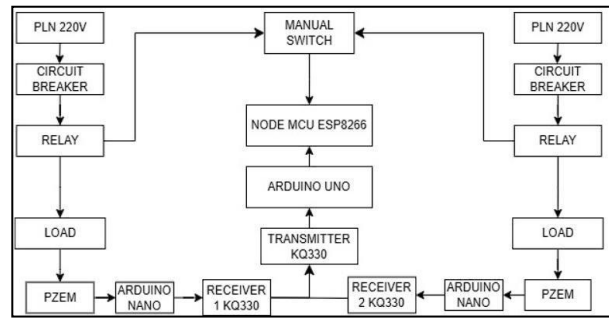 PLN 220V
MANUAL
SWITCH
PLN 220V
CIRCUIT
BREAKER
CIRCUIT
BREAKER
RELAY
NODE MCU ESP8266
RELAY
ARDUINO UNO
LOAD
TRANSMITTER
KQ330
LOAD
PZEM
ARDUINO
NANO
RECEIVER
1 KQ330
RECEIVER
2 KQ330
ARDUINO
NANO
PZEM